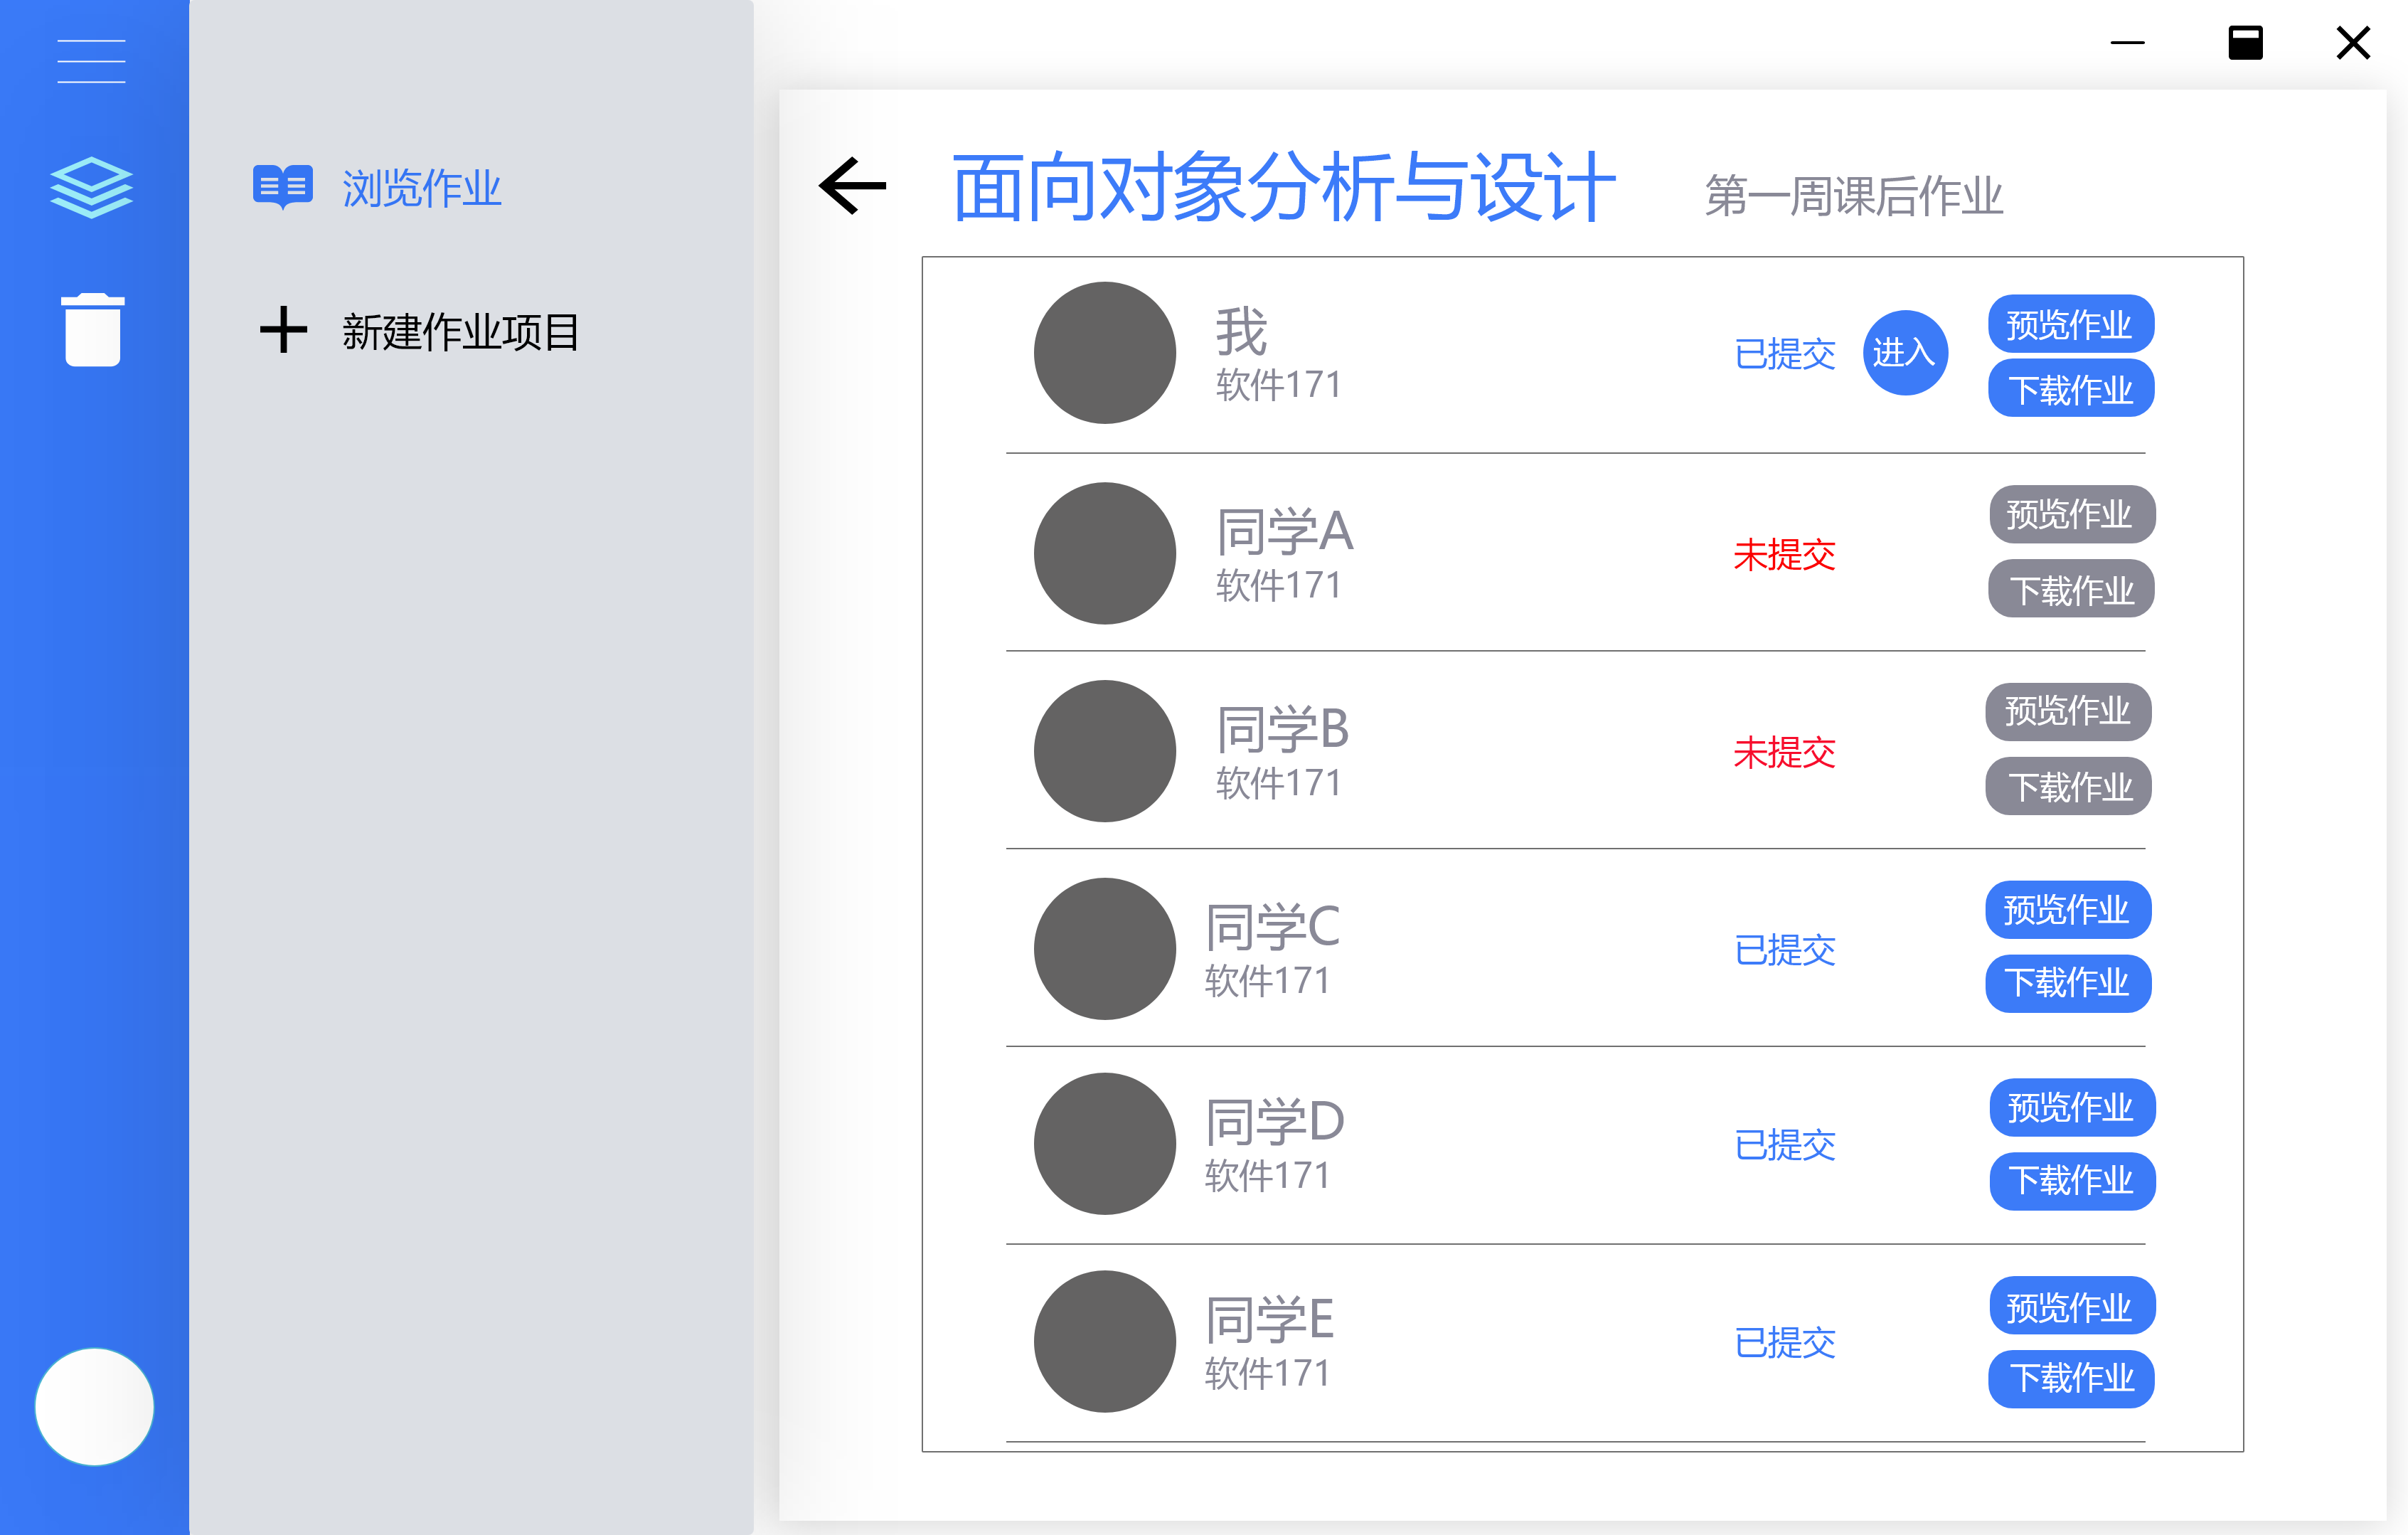 浏览作业
新建作业项目
面向对象分析与设计 第一周课后作业
我
软件171
已提交 进入
预览作业
下载作业
同学A
软件171
未提交
预览作业
下载作业
同学B
软件171
未提交
预览作业
下载作业
同学C
软件171
已提交
预览作业
下载作业
同学D
软件171
已提交
预览作业
下载作业
同学E
软件171
已提交
预览作业
下载作业